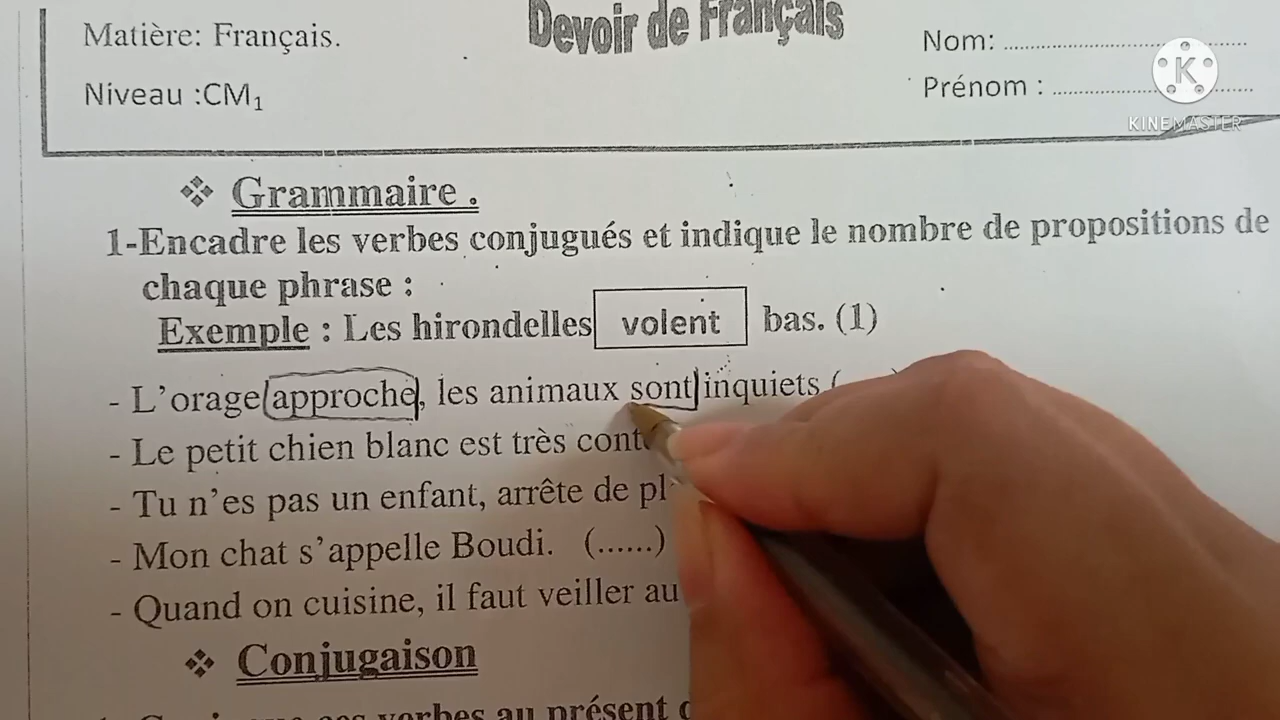 Devoir de Français
Matière: Français.
Niveau :CM1
Nom: ..........
Prénom : ..........
K
KINEMASTER
❖ Grammaire .
1-Encadre les verbes conjugués et indique le nombre de propositions de
chaque phrase :
Exemple : Les hirondelles volent bas. (1)
- L'orage approche, les animaux sont inquiets (
- Le petit chien blanc est très
- Tu n'es pas un enfant, arrête de
- Mon chat s'appelle Boudi. (......)
- Quand on cuisine, il faut veiller au
❖ Conjugaison
verbes au présent